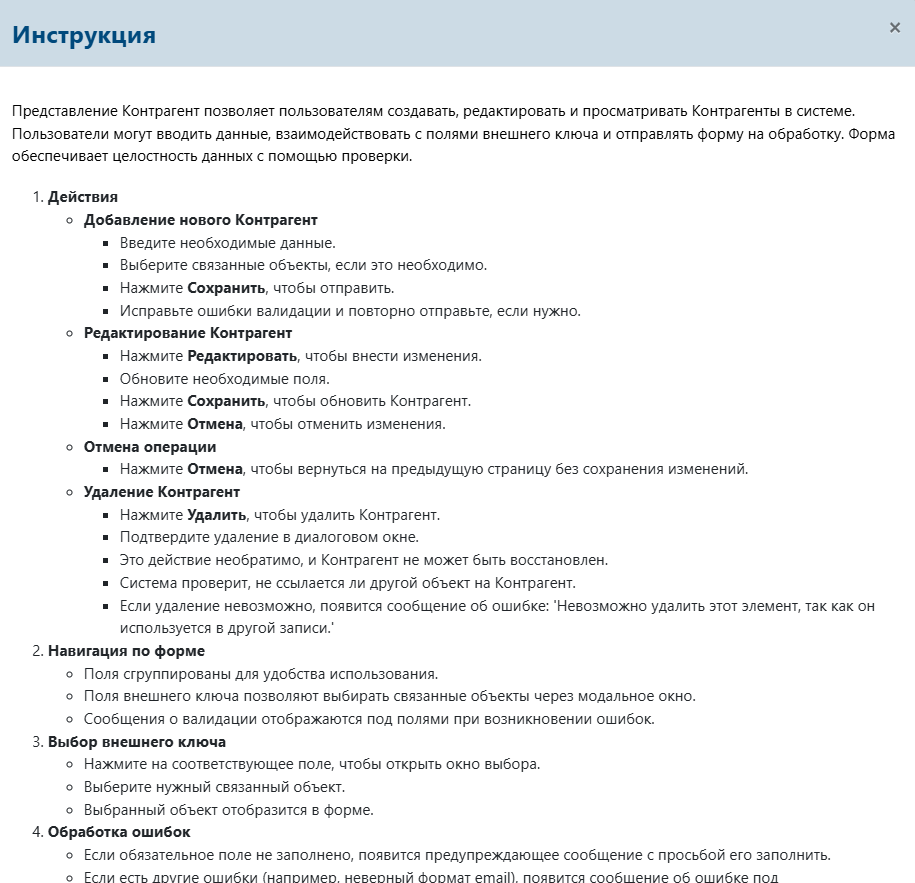 Инструкция
×
Представление Контрагент позволяет пользователям создавать, редактировать и просматривать Контрагенты в системе.
Пользователи могут вводить данные, взаимодействовать с полями внешнего ключа и отправлять форму на обработку. Форма
обеспечивает целостность данных с помощью проверки.
1. Действия
Добавление нового Контрагент
Введите необходимые данные.
Выберите связанные объекты, если это необходимо.
Нажмите Сохранить, чтобы отправить.
Исправьте ошибки валидации и повторно отправьте, если нужно.
Редактирование Контрагент
Нажмите Редактировать, чтобы внести изменения.
Обновите необходимые поля.
Нажмите Сохранить, чтобы обновить Контрагент.
Нажмите Отмена, чтобы отменить изменения.
Отмена операции
Нажмите Отмена, чтобы вернуться на предыдущую страницу без сохранения изменений.
Удаление Контрагент
Нажмите Удалить, чтобы удалить Контрагент.
Подтвердите удаление в диалоговом окне.
Это действие необратимо, и Контрагент не может быть восстановлен.
Система проверит, не ссылается ли другой объект на Контрагент.
Если удаление невозможно, появится сообщение об ошибке: 'Невозможно удалить этот элемент, так как он
используется в другой записи.'
2. Навигация по форме
Поля сгруппированы для удобства использования.
Поля внешнего ключа позволяют выбирать связанные объекты через модальное окно.
Сообщения о валидации отображаются под полями при возникновении ошибок.
3. Выбор внешнего ключа
Нажмите на соответствующее поле, чтобы открыть окно выбора.
Выберите нужный связанный объект.
Выбранный объект отобразится в форме.
4. Обработка ошибок
Если обязательное поле не заполнено, появится предупреждающее сообщение с просьбой его заполнить.
Если есть другие ошибки (например, неверный формат email), появится сообщение об ошибке под